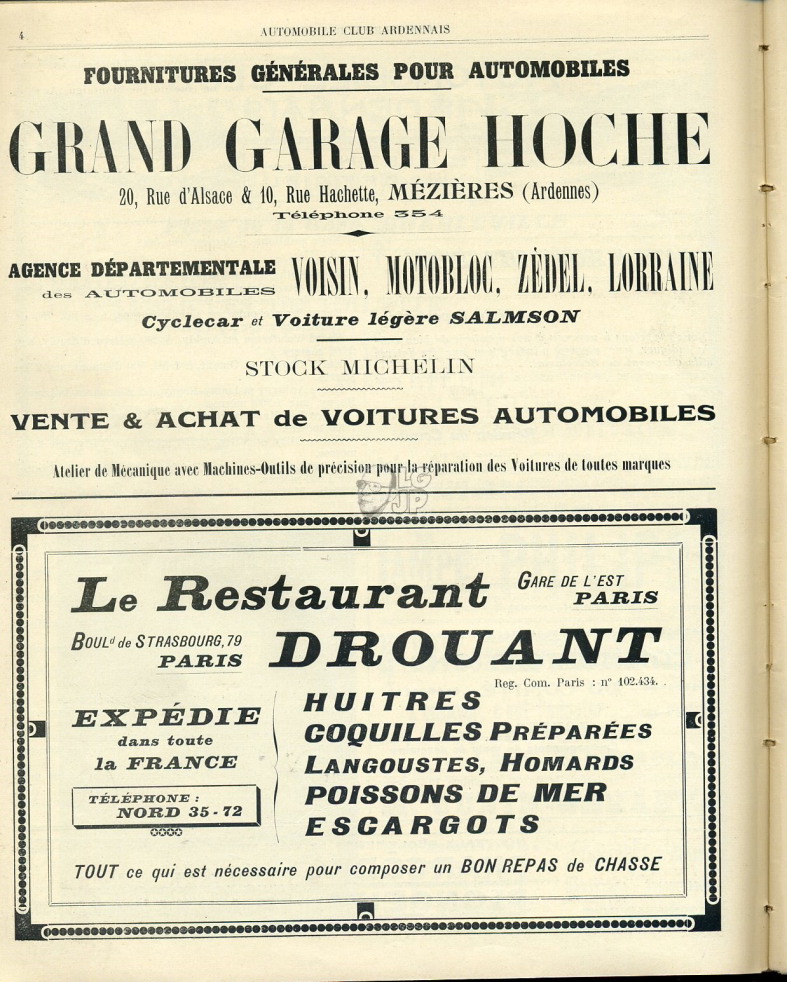 4
AUTOMOBILE CLUB ARDENNAIS
FOURNITURES GÉNÉRALES POUR AUTOMOBILES
GRAND GARAGE HOCHE
20, Rue d'Alsace & 10, Rue Hachette, MÉZIÈRES (Ardennes)
Téléphone 354
AGENCE DÉPARTEMENTALE
des AUTOMOBILES
VOISIN, MOTOBLOC, ZÈDEL, LORRAINE
Cyclecar et Voiture légère SALMSON
STOCK MICHELIN
VENTE & ACHAT de VOITURES AUTOMOBILES
Atelier de Mécanique avec Machines-Outils de précision pour la réparation des Voitures de toutes marques
LG
JP
Le Restaurant
GARE DE L'EST
PARIS
BOULd de STRASBOURG, 79
PARIS
DROUANT
Reg. Com. Paris : n° 102.434.
EXPÉDIE
dans toute
la FRANCE
TÉLÉPHONE :
NORD 35-72
HUITRES
COQUILLES PRÉPARÉES
LANGOUSTES, HOMARDS
POISSONS DE MER
ESCARGOTS
TOUT ce qui est nécessaire pour composer un BON REPAS de CHASSE